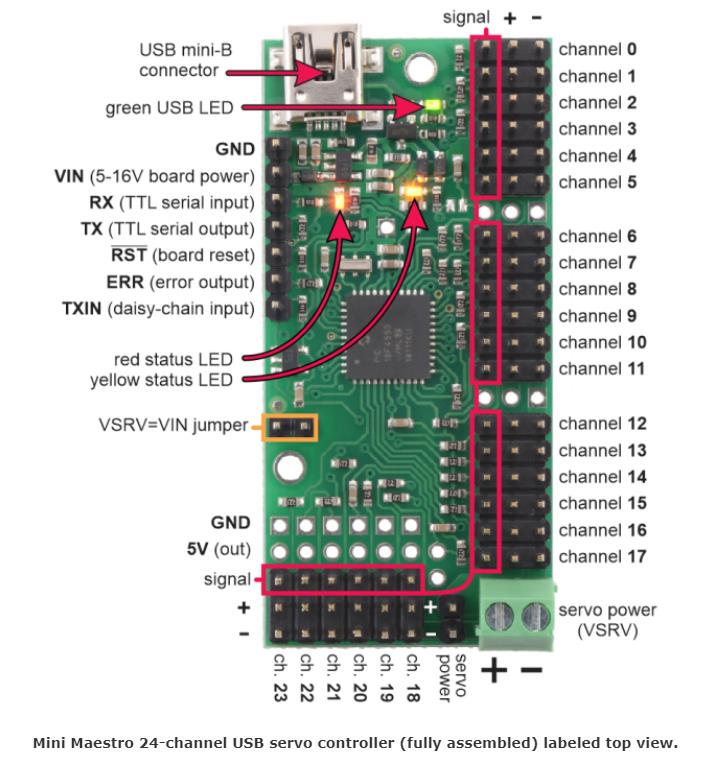 signal + −
USB mini-B
connector
channel 0
channel 1
green USB LED
channel 2
channel 3
GND
channel 4
VIN (5-16V board power)
channel 5
RX (TTL serial input)
TX (TTL serial output)
channel 6
RST (board reset)
channel 7
ERR (error output)
channel 8
TXIN (daisy-chain input)
channel 9
channel 10
red status LED
channel 11
yellow status LED
VSRV=VIN jumper
channel 12
channel 13
channel 14
channel 15
GND
channel 16
5V (out)
channel 17
signal
+
+
servo power
(VSRV)
−
−
ch. 23
ch. 22
ch. 21
ch. 20
ch. 19
ch. 18
servo
power
+ −
Mini Maestro 24-channel USB servo controller (fully assembled) labeled top view.